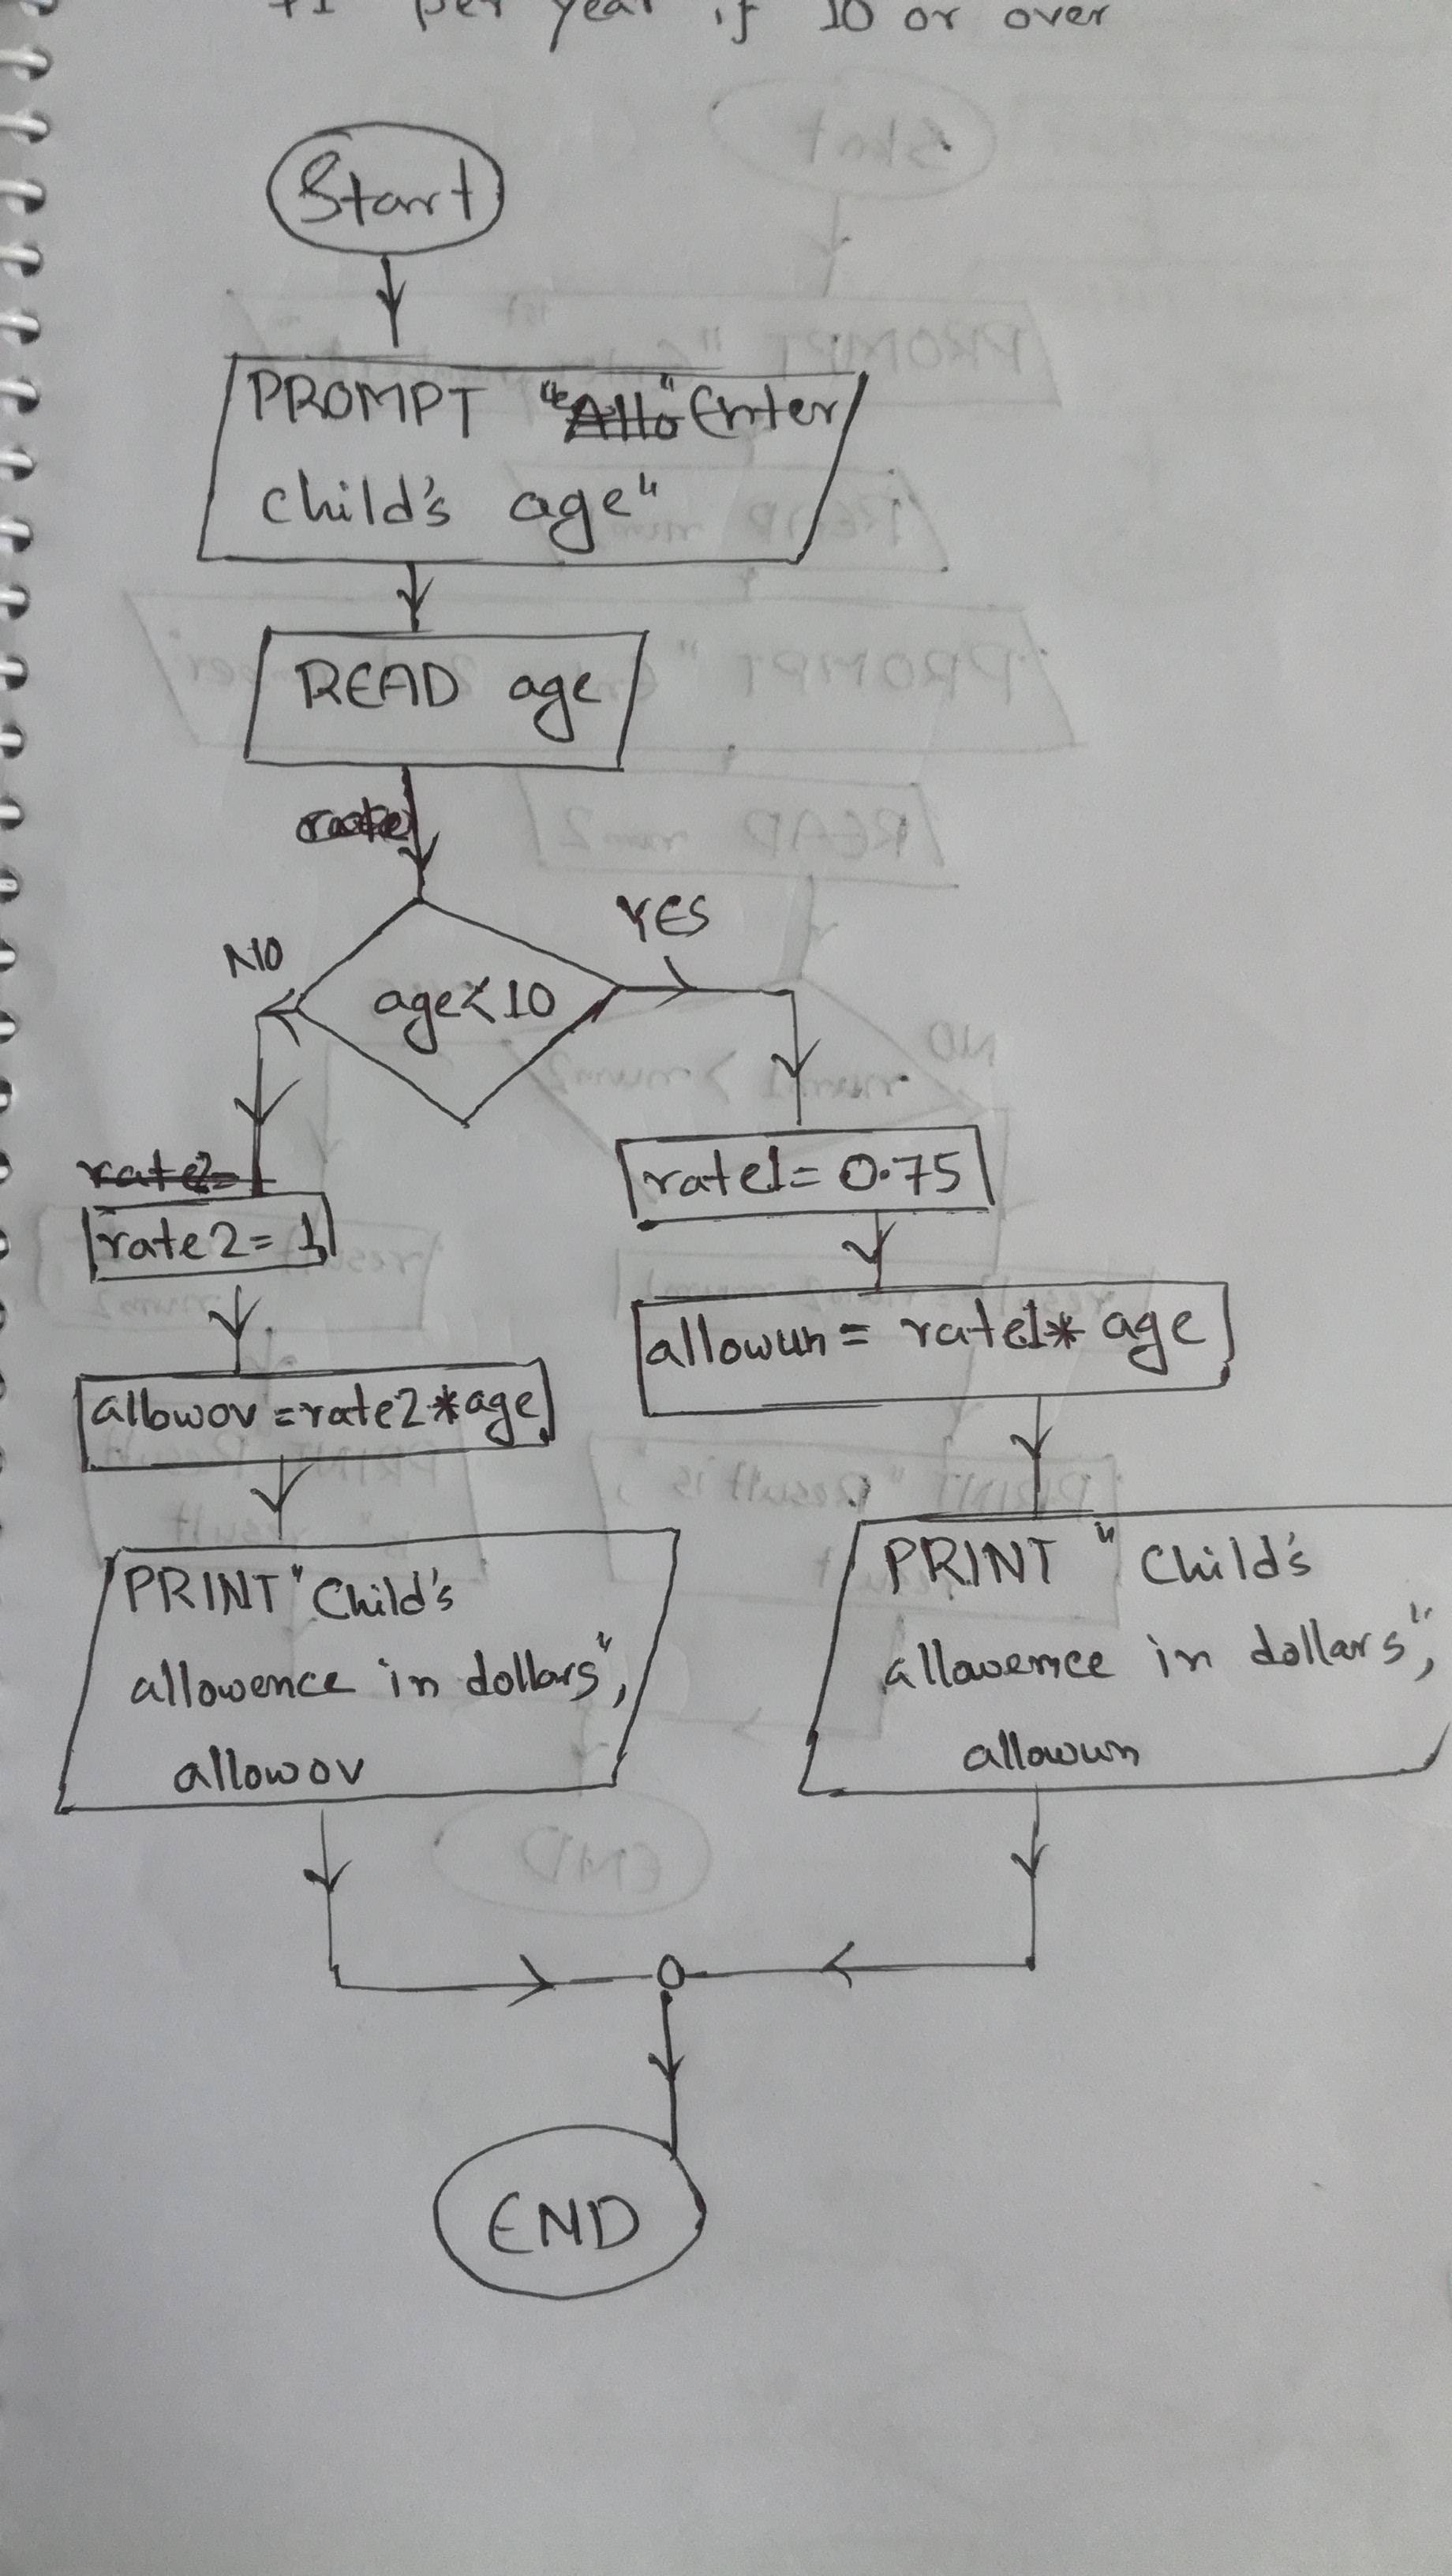 per year if 10 or over
Start
PROMPT "Allo" Enter
child's age"
READ age
rate
NO
YES
age<10
rate2=1
rate2=1
rate1=0.75
allowov=rate2*age
allowun= rate1* age
PRINT "Child's
allowence in dollars",
allowov
PRINT "Child's
allowence in dollars",
allowun
END